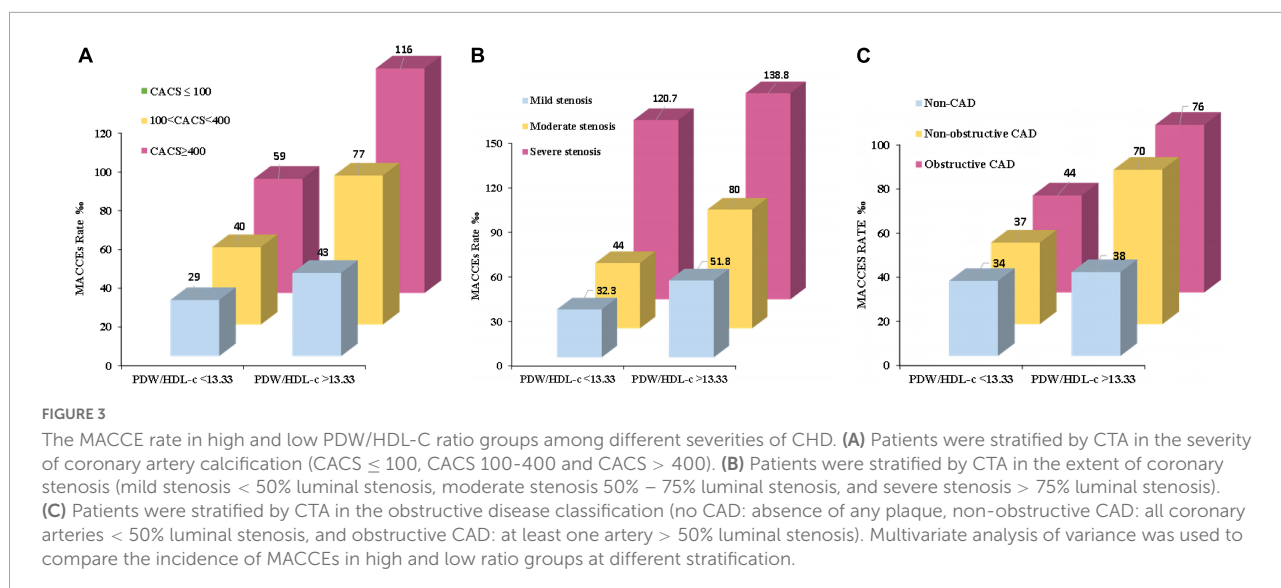 A
CACS ≤ 100
100<CACS<400
CACS≥400
MACCEs Rate ‰
120
100
80
60
40
20
0
29
40
59
43
77
116
PDW/HDL-c <13.33
PDW/HDL-c >13.33
B
Mild stenosis
Moderate stenosis
Severe stenosis
MACCEs Rate ‰
150
120
90
60
30
0
32.3
44
120.7
51.8
80
138.8
PDW/HDL-c <13.33
PDW/HDL-c >13.33
C
Non-CAD
Non-obstructive CAD
Obstructive CAD
MACCES RATE ‰
100
80
60
40
20
0
34
37
44
38
70
76
PDW/HDL-c <13.33
PDW/HDL-c >13.33
FIGURE 3
The MACCE rate in high and low PDW/HDL-C ratio groups among different severities of CHD. (A) Patients were stratified by CTA in the severity
of coronary artery calcification (CACS ≤ 100, CACS 100-400 and CACS > 400). (B) Patients were stratified by CTA in the extent of coronary
stenosis (mild stenosis < 50% luminal stenosis, moderate stenosis 50% – 75% luminal stenosis, and severe stenosis > 75% luminal stenosis).
(C) Patients were stratified by CTA in the obstructive disease classification (no CAD: absence of any plaque, non-obstructive CAD: all coronary
arteries < 50% luminal stenosis, and obstructive CAD: at least one artery > 50% luminal stenosis). Multivariate analysis of variance was used to
compare the incidence of MACCEs in high and low ratio groups at different stratification.